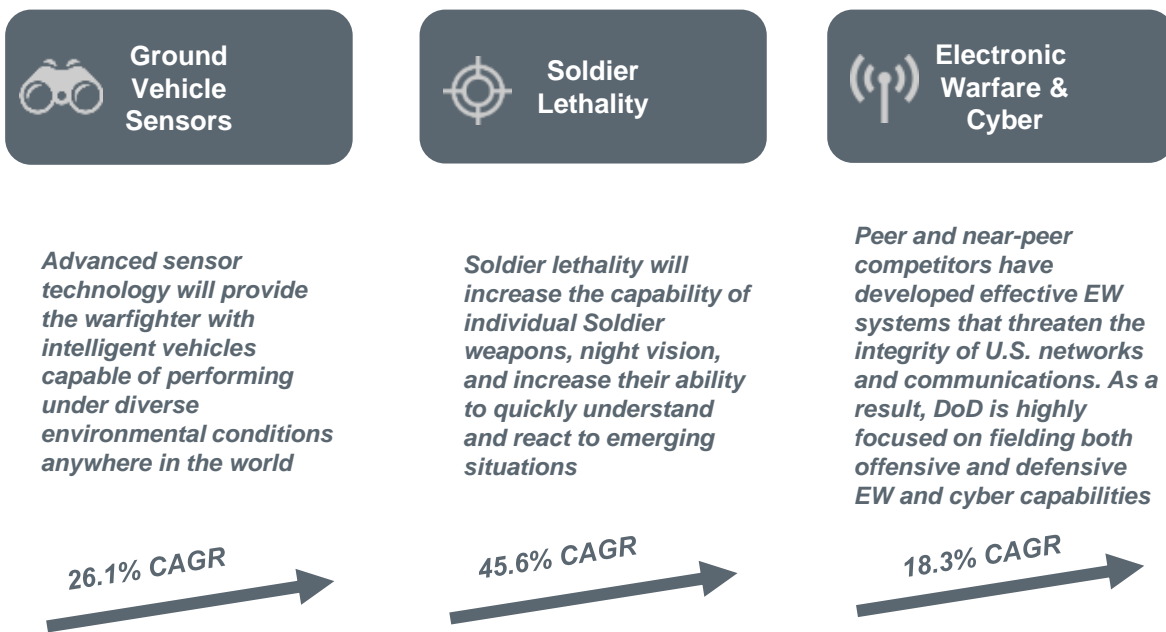 Ground
Vehicle
Sensors
Advanced sensor
technology will provide
the warfighter with
intelligent vehicles
capable of performing
under diverse
environmental conditions
anywhere in the world
26.1% CAGR
Soldier
Lethality
Soldier lethality will
increase the capability of
individual Soldier
weapons, night vision,
and increase their ability
to quickly understand
and react to emerging
situations
45.6% CAGR
Electronic
Warfare &
Cyber
Peer and near-peer
competitors have
developed effective EW
systems that threaten the
integrity of U.S. networks
and communications. As a
result, DoD is highly
focused on fielding both
offensive and defensive
EW and cyber capabilities
18.3% CAGR